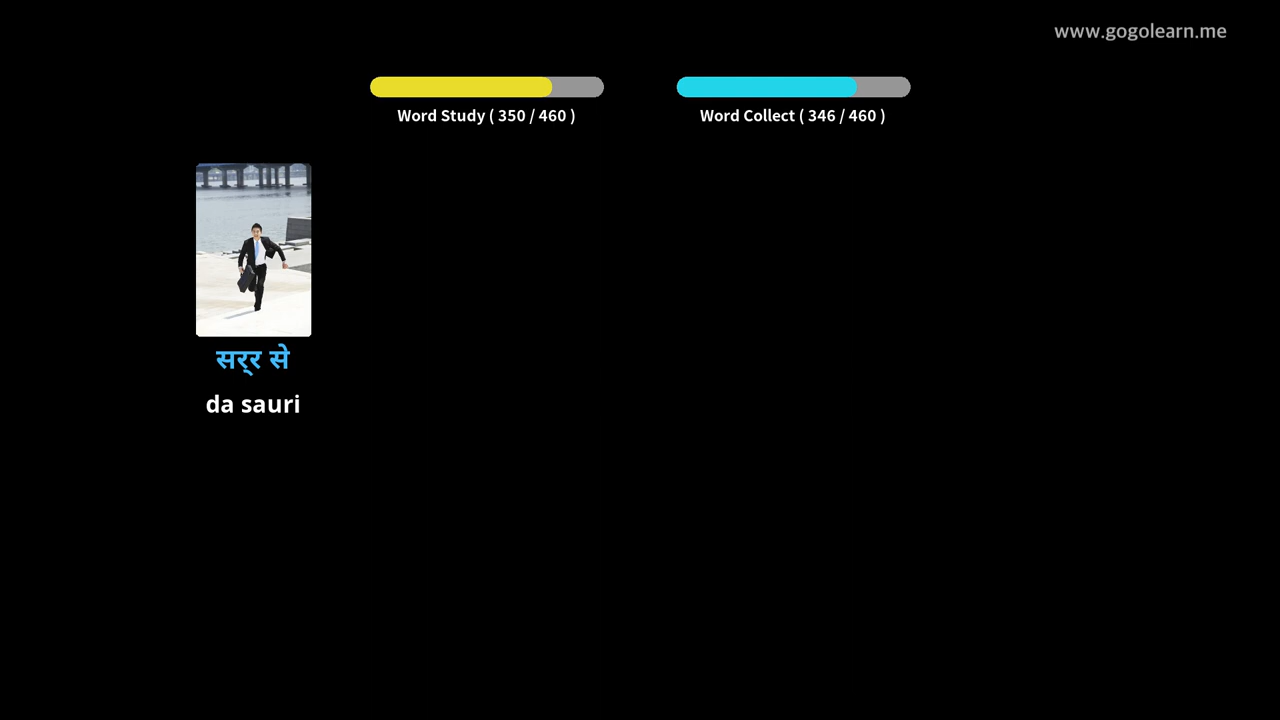 www.gogolearn.me
Word Study ( 350 / 460 )
Word Collect ( 346 / 460 )
सर्र से
da sauri